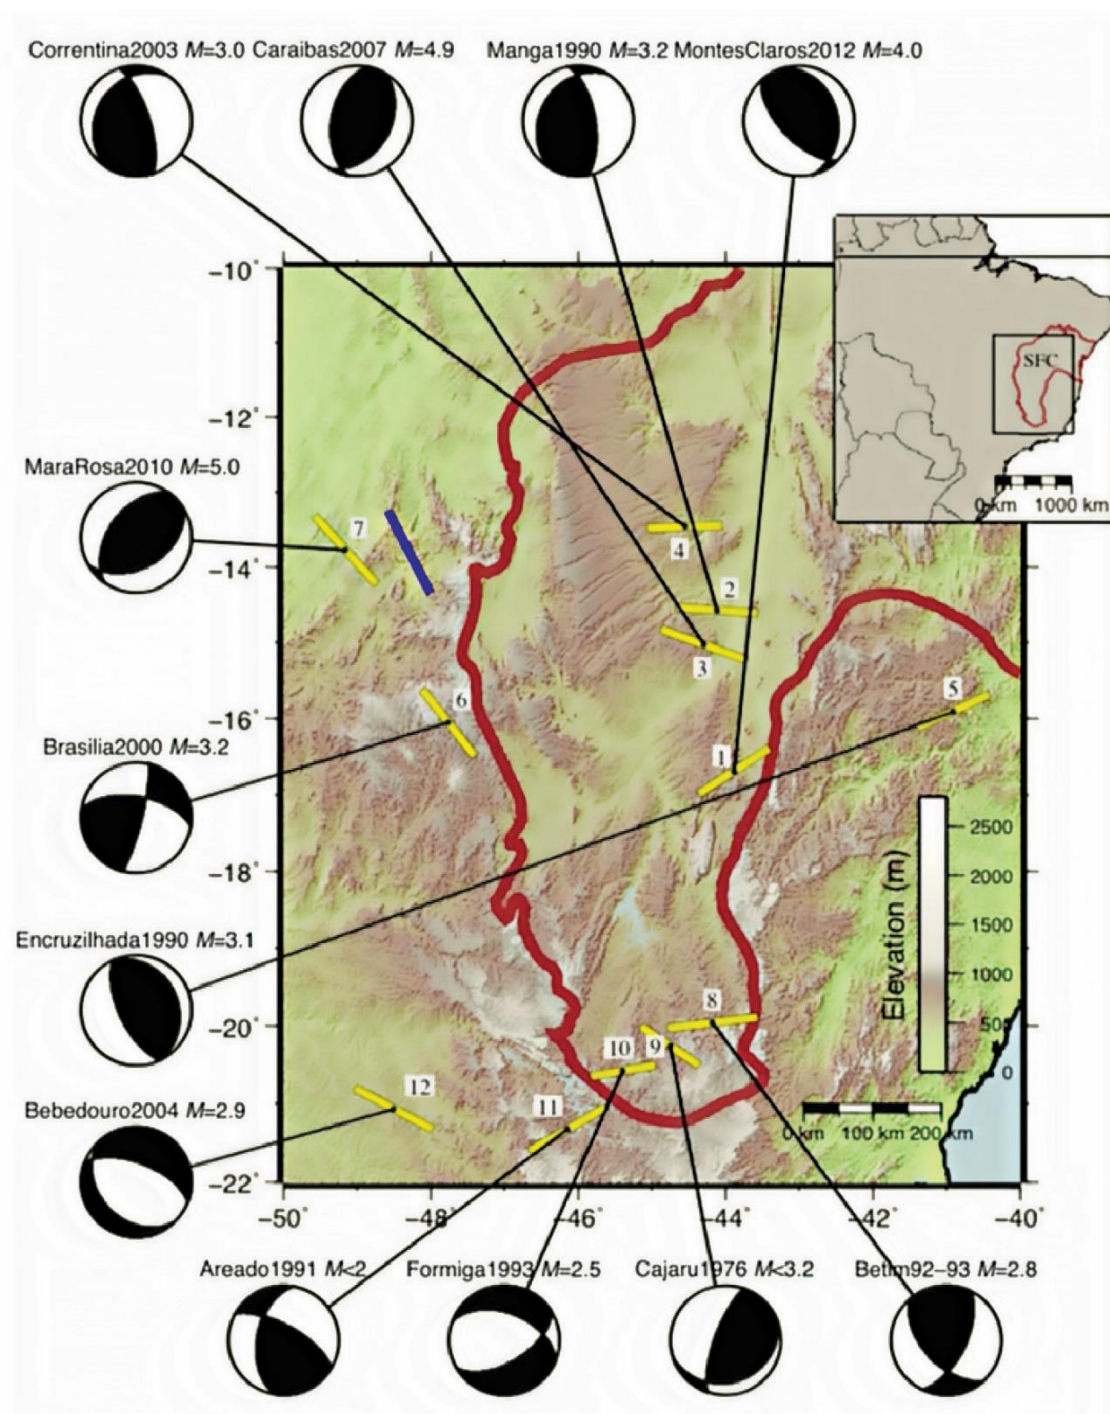 Correntina2003 M=3.0 Caraibas2007 M=4.9 Manga1990 M=3.2 MontesClaros2012 M=4.0
SFC
0 km 1000 km
−10°
−12°
MaraRosa2010 M=5.0
7
4
−14°
2
3
6
5
−16°
Brasilia2000 M=3.2
1
2500
−18°
2000
Elevation (m)
1500
Encruzilhada1990 M=3.1
1000
8
−20°
500
10 9
0
12
Bebedouro2004 M=2.9
11
0 km 100 km 200 km
−22°
−50° −48° −46° −44° −42° −40°
Areado1991 M<2 Formiga1993 M=2.5 Cajaru1976 M<3.2 Betim92−93 M=2.8